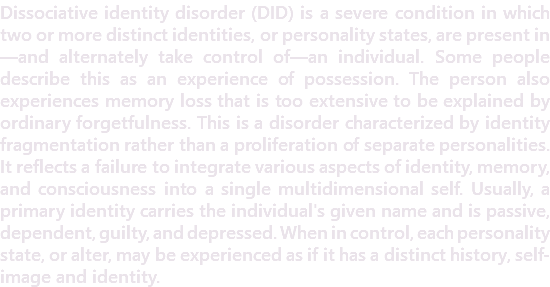 Dissociative identity disorder (DID) is a severe condition in which
two or more distinct identities, or personality states, are present in
—and alternately take control of—an individual. Some people
describe this as an experience of possession. The person also
experiences memory loss that is too extensive to be explained by
ordinary forgetfulness. This is a disorder characterized by identity
fragmentation rather than a proliferation of separate personalities.
It reflects a failure to integrate various aspects of identity, memory,
and consciousness into a single multidimensional self. Usually, a
primary identity carries the individual's given name and is passive,
dependent, guilty, and depressed. When in control, each personality
state, or alter, may be experienced as if it has a distinct history, self-
image and identity.